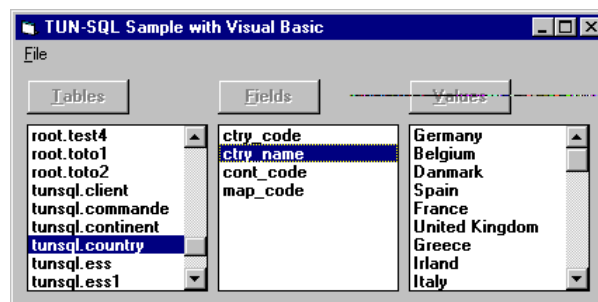 TUN-SQL Sample with Visual Basic
File
Tables
Fields
Values
root.test4
root.toto1
root.toto2
tunsql.client
tunsql.commande
tunsql.continent
tunsql.country
tunsql.ess
tunsql.ess1
ctry_code
ctry_name
cont_code
map_code
Germany
Belgium
Danmark
Spain
France
United Kingdom
Greece
Irland
Italy